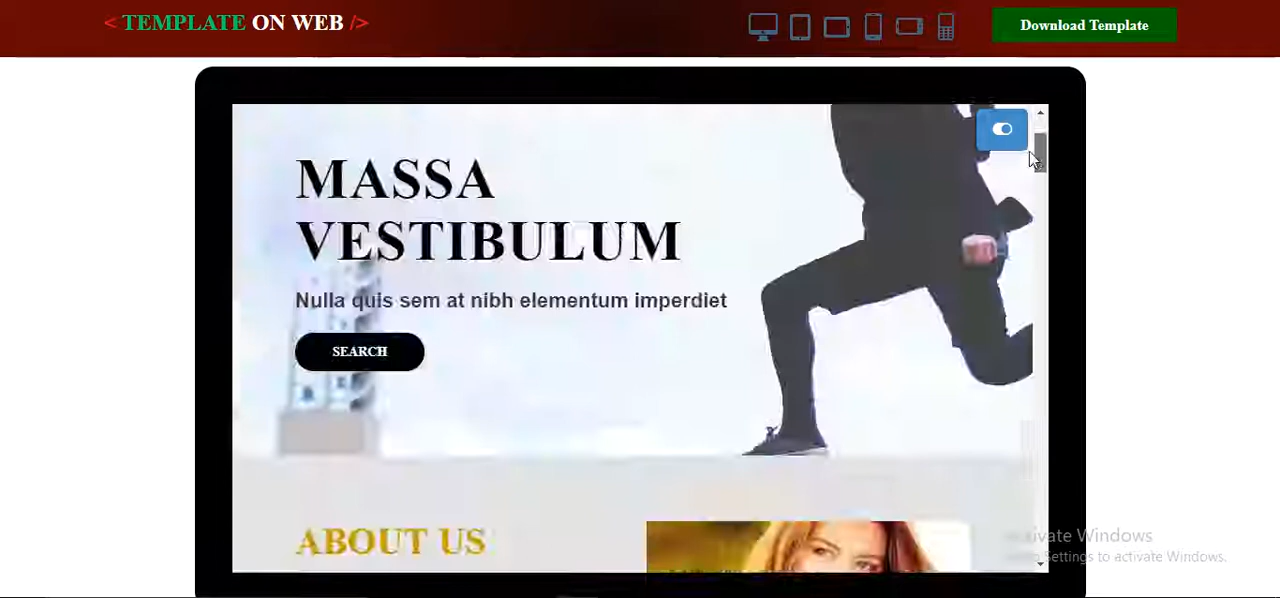 < TEMPLATE ON WEB />
Download Template
MASSA
VESTIBULUM
Nulla quis sem at nibh elementum imperdiet
SEARCH
ABOUT US
Activate Windows
Settings to activate Windows.